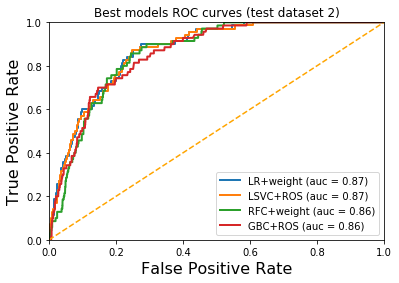 Best models ROC curves (test dataset 2)
1.0
0.8
0.6
0.4
0.2
0.0
True Positive Rate
LR+weight (auc = 0.87)
LSVC+ROS (auc = 0.87)
RFC+weight (auc = 0.86)
GBC+ROS (auc = 0.86)
0.0 0.2 0.4 0.6 0.8 1.0
False Positive Rate